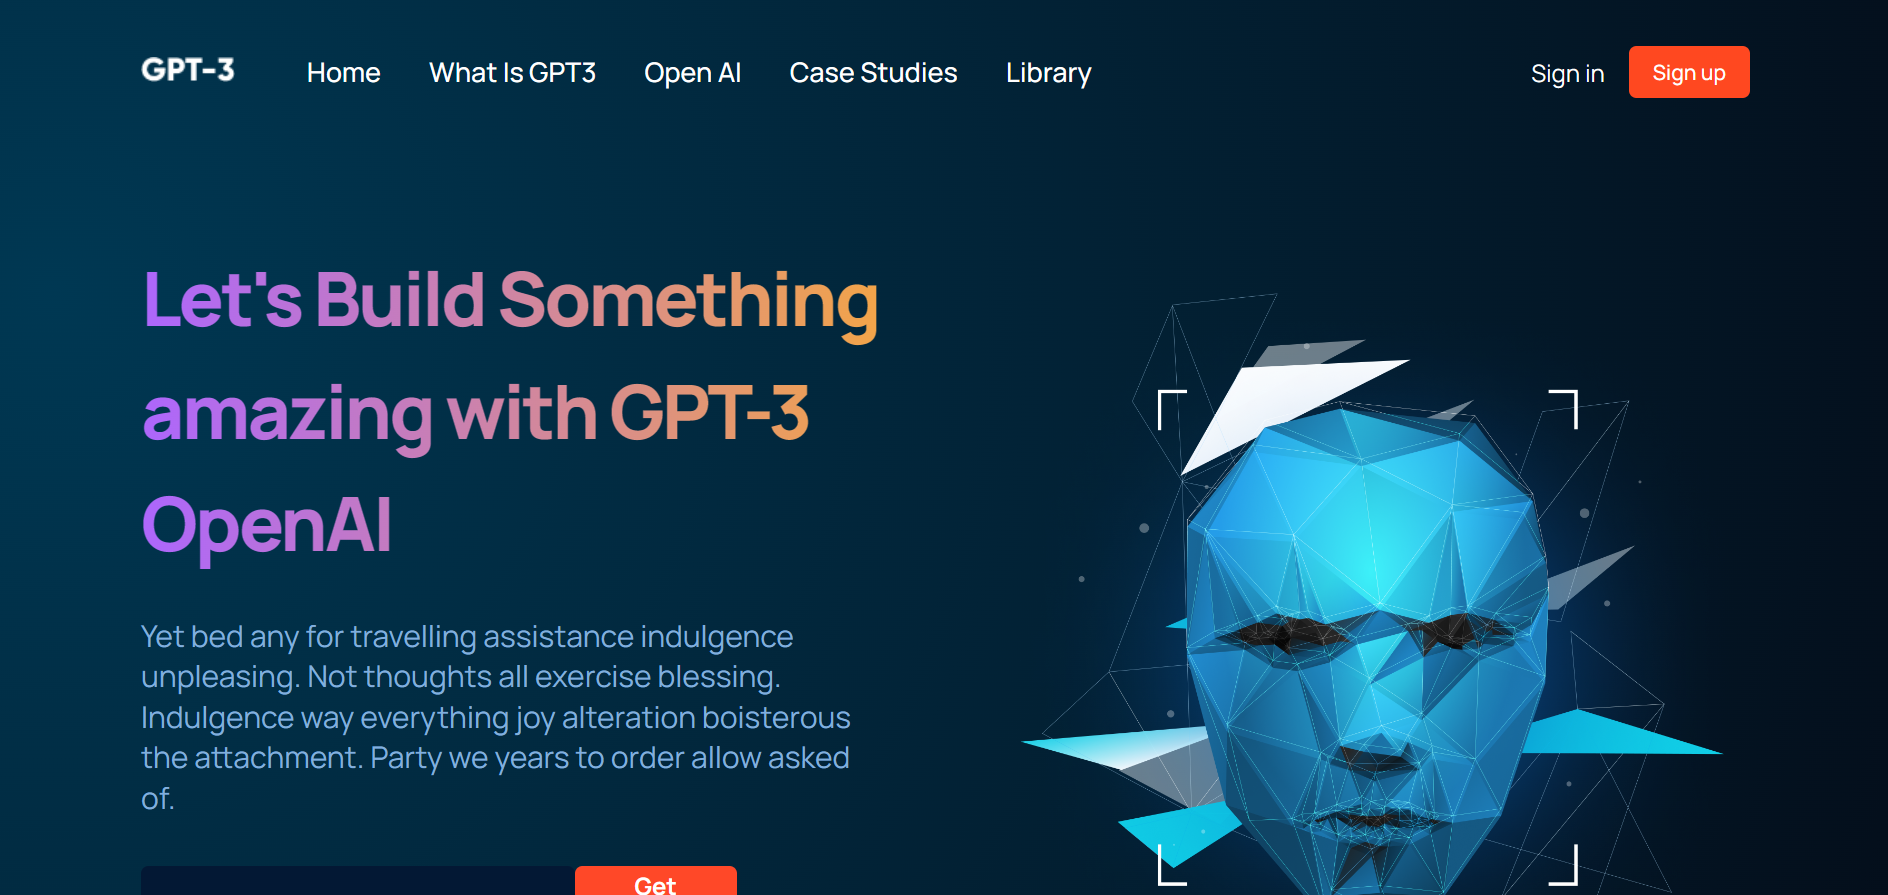 GPT-3
Home What Is GPT3 Open AI Case Studies Library Sign in Sign up
Let's Build Something
amazing with GPT-3
OpenAI
Yet bed any for travelling assistance indulgence
unpleasing. Not thoughts all exercise blessing.
Indulgence way everything joy alteration boisterous
the attachment. Party we years to order allow asked
of.
Get